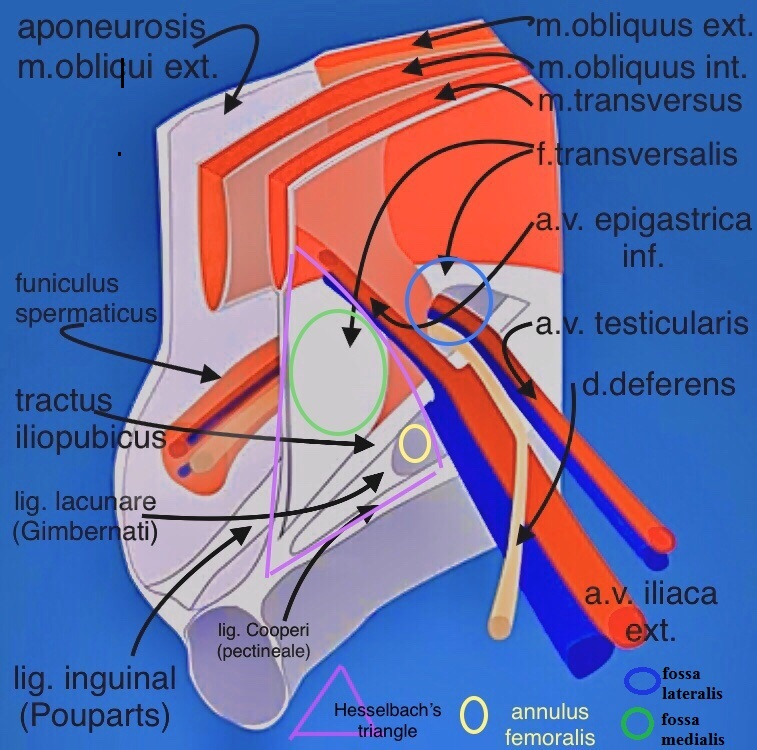 aponeurosis
m.obliqui ext.
m.obliquus ext.
m.obliquus int.
m.transversus
f.transversalis
a.v. epigastrica
inf.
funiculus
spermaticus
a.v. testicularis
d.deferens
tractus
iliopubicus
lig. lacunare
(Gimbernati)
a.v. iliaca
ext.
lig. Cooperi
(pectineale)
lig. inguinal
(Pouparts)
Hesselbach's
triangle
annulus
femoralis
fossa
lateralis
fossa
medialis